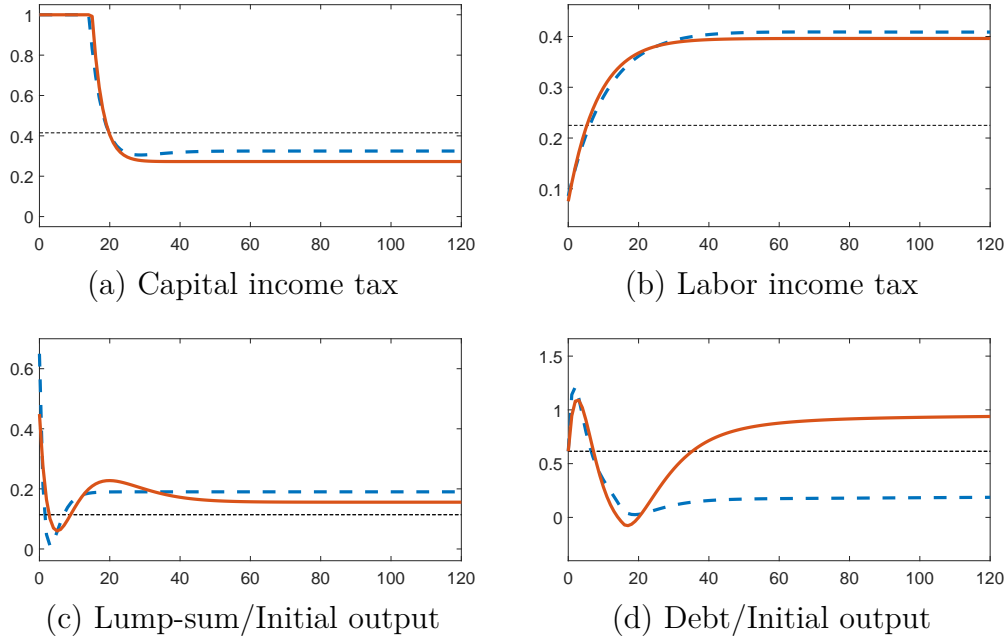 1
0.8
0.6
0.4
0.2
0
0 20 40 60 80 100 120
(a) Capital income tax
0.4
0.3
0.2
0.1
0 20 40 60 80 100 120
(b) Labor income tax
0.6
0.4
0.2
0
0 20 40 60 80 100 120
(c) Lump-sum/Initial output
1.5
1
0.5
0
0 20 40 60 80 100 120
(d) Debt/Initial output